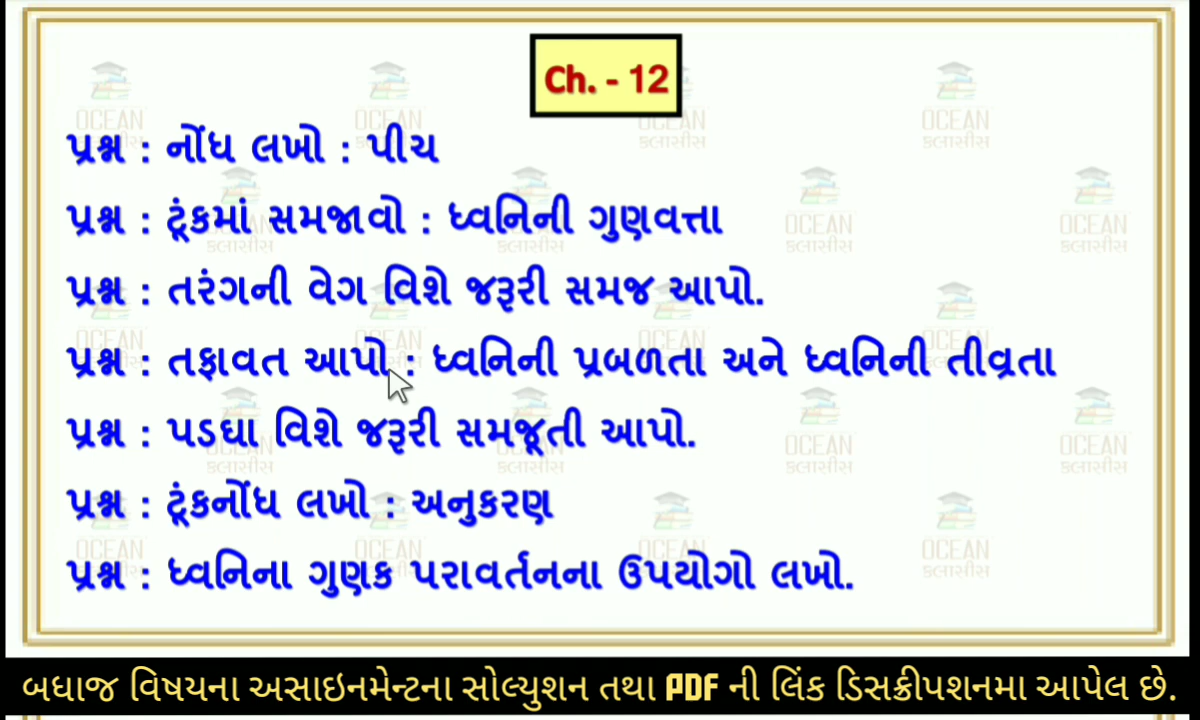 Ch. - 12
પ્રશ્ન : નોંધ લખો : પીચ
પ્રશ્ન : ટૂંકમાં સમજાવો : ધ્વનિની ગુણવત્તા
પ્રશ્ન : તરંગની વેગ વિશે જરૂરી સમજ આપો.
પ્રશ્ન : તફાવત આપો : ધ્વનિની પ્રબળતા અને ધ્વનિની તીવ્રતા
પ્રશ્ન : પડઘા વિશે જરૂરી સમજૂતી આપો.
પ્રશ્ન : ટૂંકનોંધ લખો : અનુકરણ
પ્રશ્ન : ધ્વનિના ગુણક પરાવર્તનના ઉપયોગો લખો.
બધાજ વિષયના અસાઇનમેન્ટના સોલ્યુશન તથા PDF ની લિંક ડિસક્રીપશનમા આપેલ છે.
OCEAN
કલાસીસ